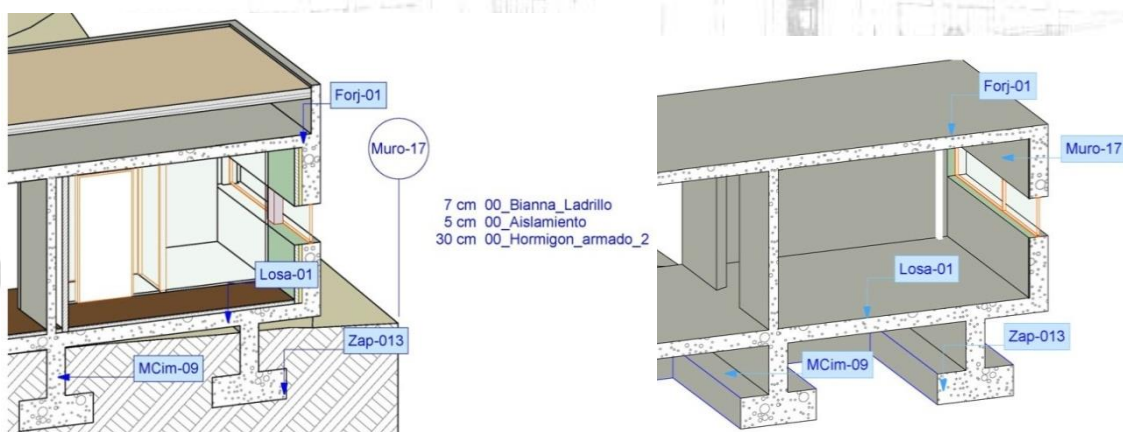 Forj-01
Muro-17
7 cm 00_Bianna_Ladrillo
5 cm 00_Aislamiento
30 cm 00_Hormigon_armado_2
Losa-01
Zap-013
MCim-09
Forj-01
Muro-17
Losa-01
Zap-013
MCim-09